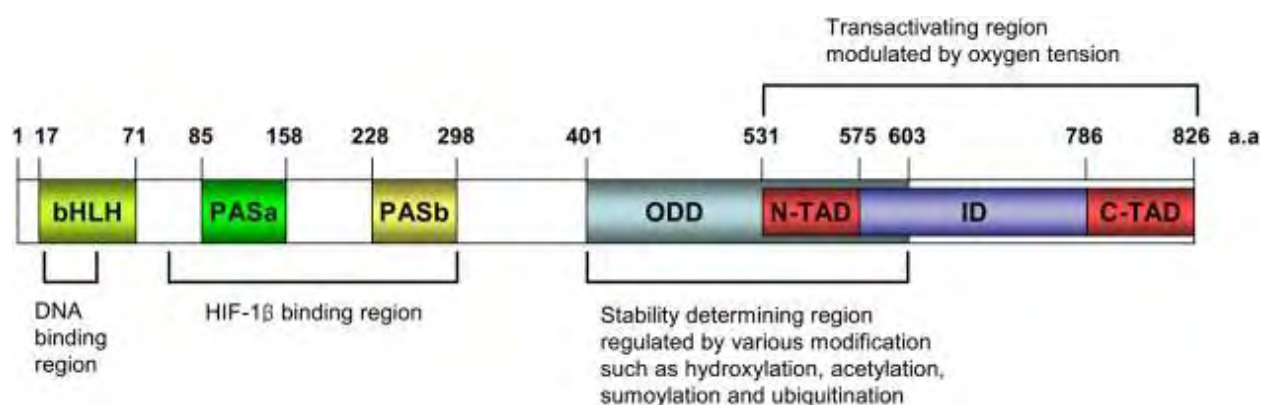 Transactivating region
modulated by oxygen tension
1 17 71 85 158 228 298 401 531 575 603 786 826 a.a
bHLH PASa PASb ODD N-TAD ID C-TAD
DNA
binding
region
HIF-1β binding region
Stability determining region
regulated by various modification
such as hydroxylation, acetylation,
sumoylation and ubiquitination